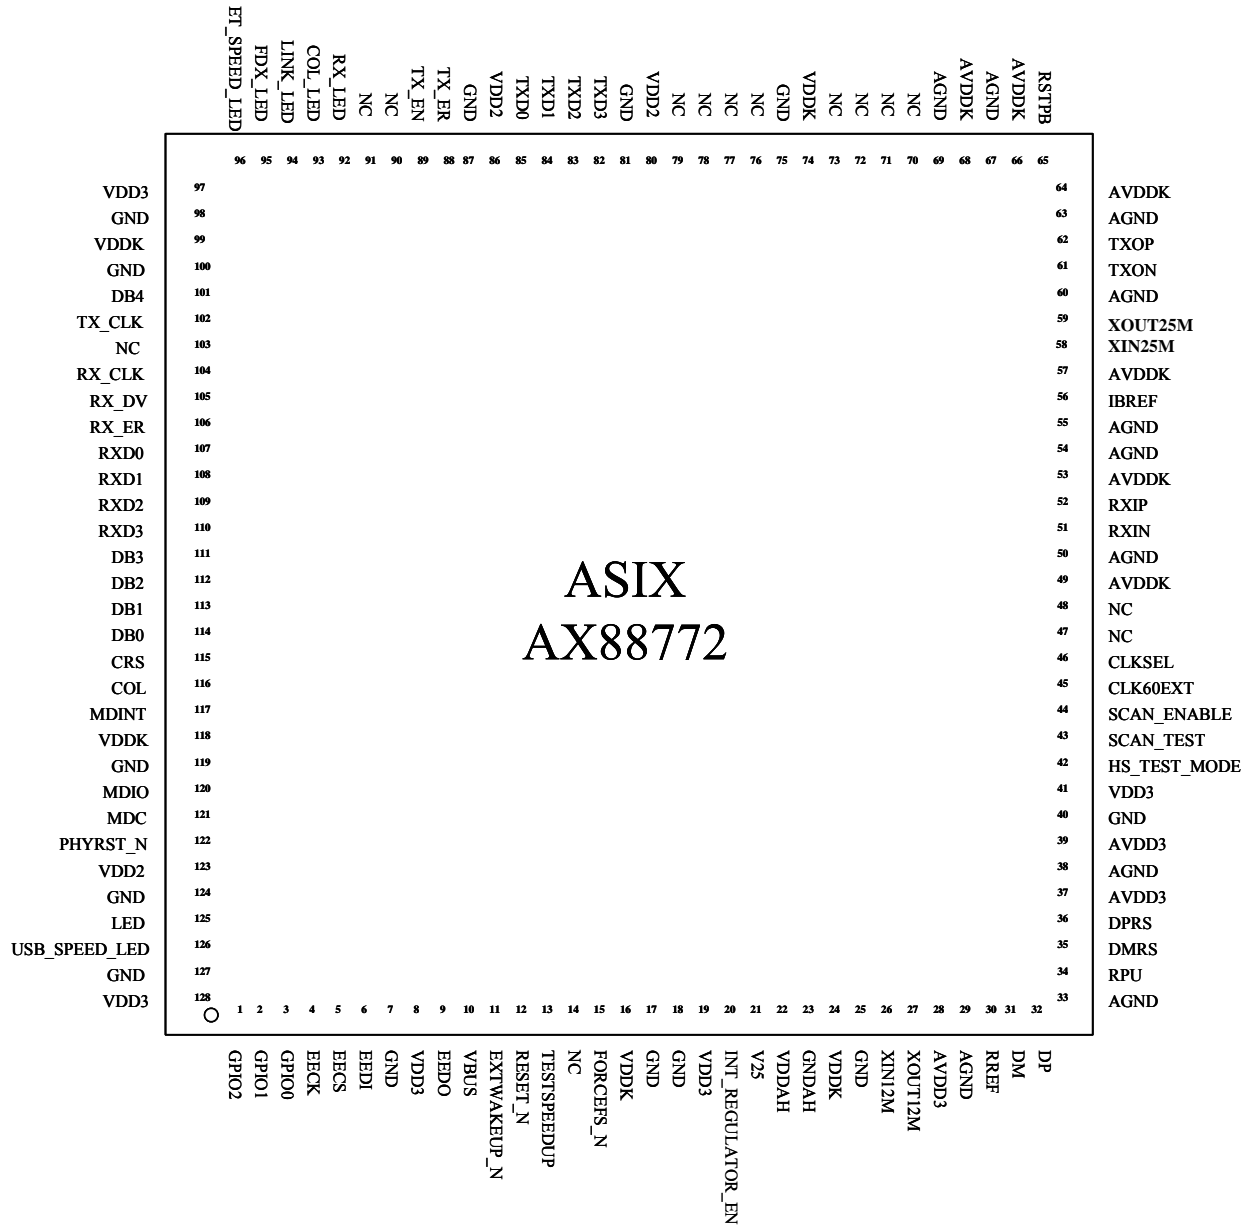 ET_SPEED_LED
FDX_LED
LINK_LED
COL_LED
RX_LED
NC
NC
TX_EN
TX_ER
GND
VDD2
TXD0
TXD1
TXD2
TXD3
GND
VDD2
NC
NC
NC
NC
GND
VDDK
NC
NC
NC
NC
AGND
AVDDK
AGND
AVDDK
RSTPB
96 95 94 93 92 91 90 89 88 87 86 85 84 83 82 81 80 79 78 77 76 75 74 73 72 71 70 69 68 67 66 65
VDD3 97
GND 98
VDDK 99
GND 100
DB4 101
TX_CLK 102
NC 103
RX_CLK 104
RX_DV 105
RX_ER 106
RXD0 107
RXD1 108
RXD2 109
RXD3 110
DB3 111
DB2 112
DB1 113
DB0 114
CRS 115
COL 116
MDINT 117
VDDK 118
GND 119
MDIO 120
MDC 121
PHYRST_N 122
VDD2 123
GND 124
LED 125
USB_SPEED_LED 126
GND 127
VDD3 128
ASIX
AX88772
64 AVDDK
63 AGND
62 TXOP
61 TXON
60 AGND
59 XOUT25M
58 XIN25M
57 AVDDK
56 IBREF
55 AGND
54 AGND
53 AVDDK
52 RXIP
51 RXIN
50 AGND
49 AVDDK
48 NC
47 NC
46 CLKSEL
45 CLK60EXT
44 SCAN_ENABLE
43 SCAN_TEST
42 HS_TEST_MODE
41 VDD3
40 GND
39 AVDD3
38 AGND
37 AVDD3
36 DPRS
35 DMRS
34 RPU
33 AGND
1 2 3 4 5 6 7 8 9 10 11 12 13 14 15 16 17 18 19 20 21 22 23 24 25 26 27 28 29 30 31 32
GPIO2
GPIO1
GPIO0
EECK
EECS
EEDI
GND
VDD3
EEDO
VBUS
EXTWAKEUP_N
RESET_N
TESTSPEEDUP
NC
FORCEFS_N
VDDK
GND
GND
VDD3
INT_REGULATOR_EN
V25
VDDAH
GNDAH
VDDK
GND
XIN12M
XOUT12M
AVDD3
AGND
RREF
DM
DP